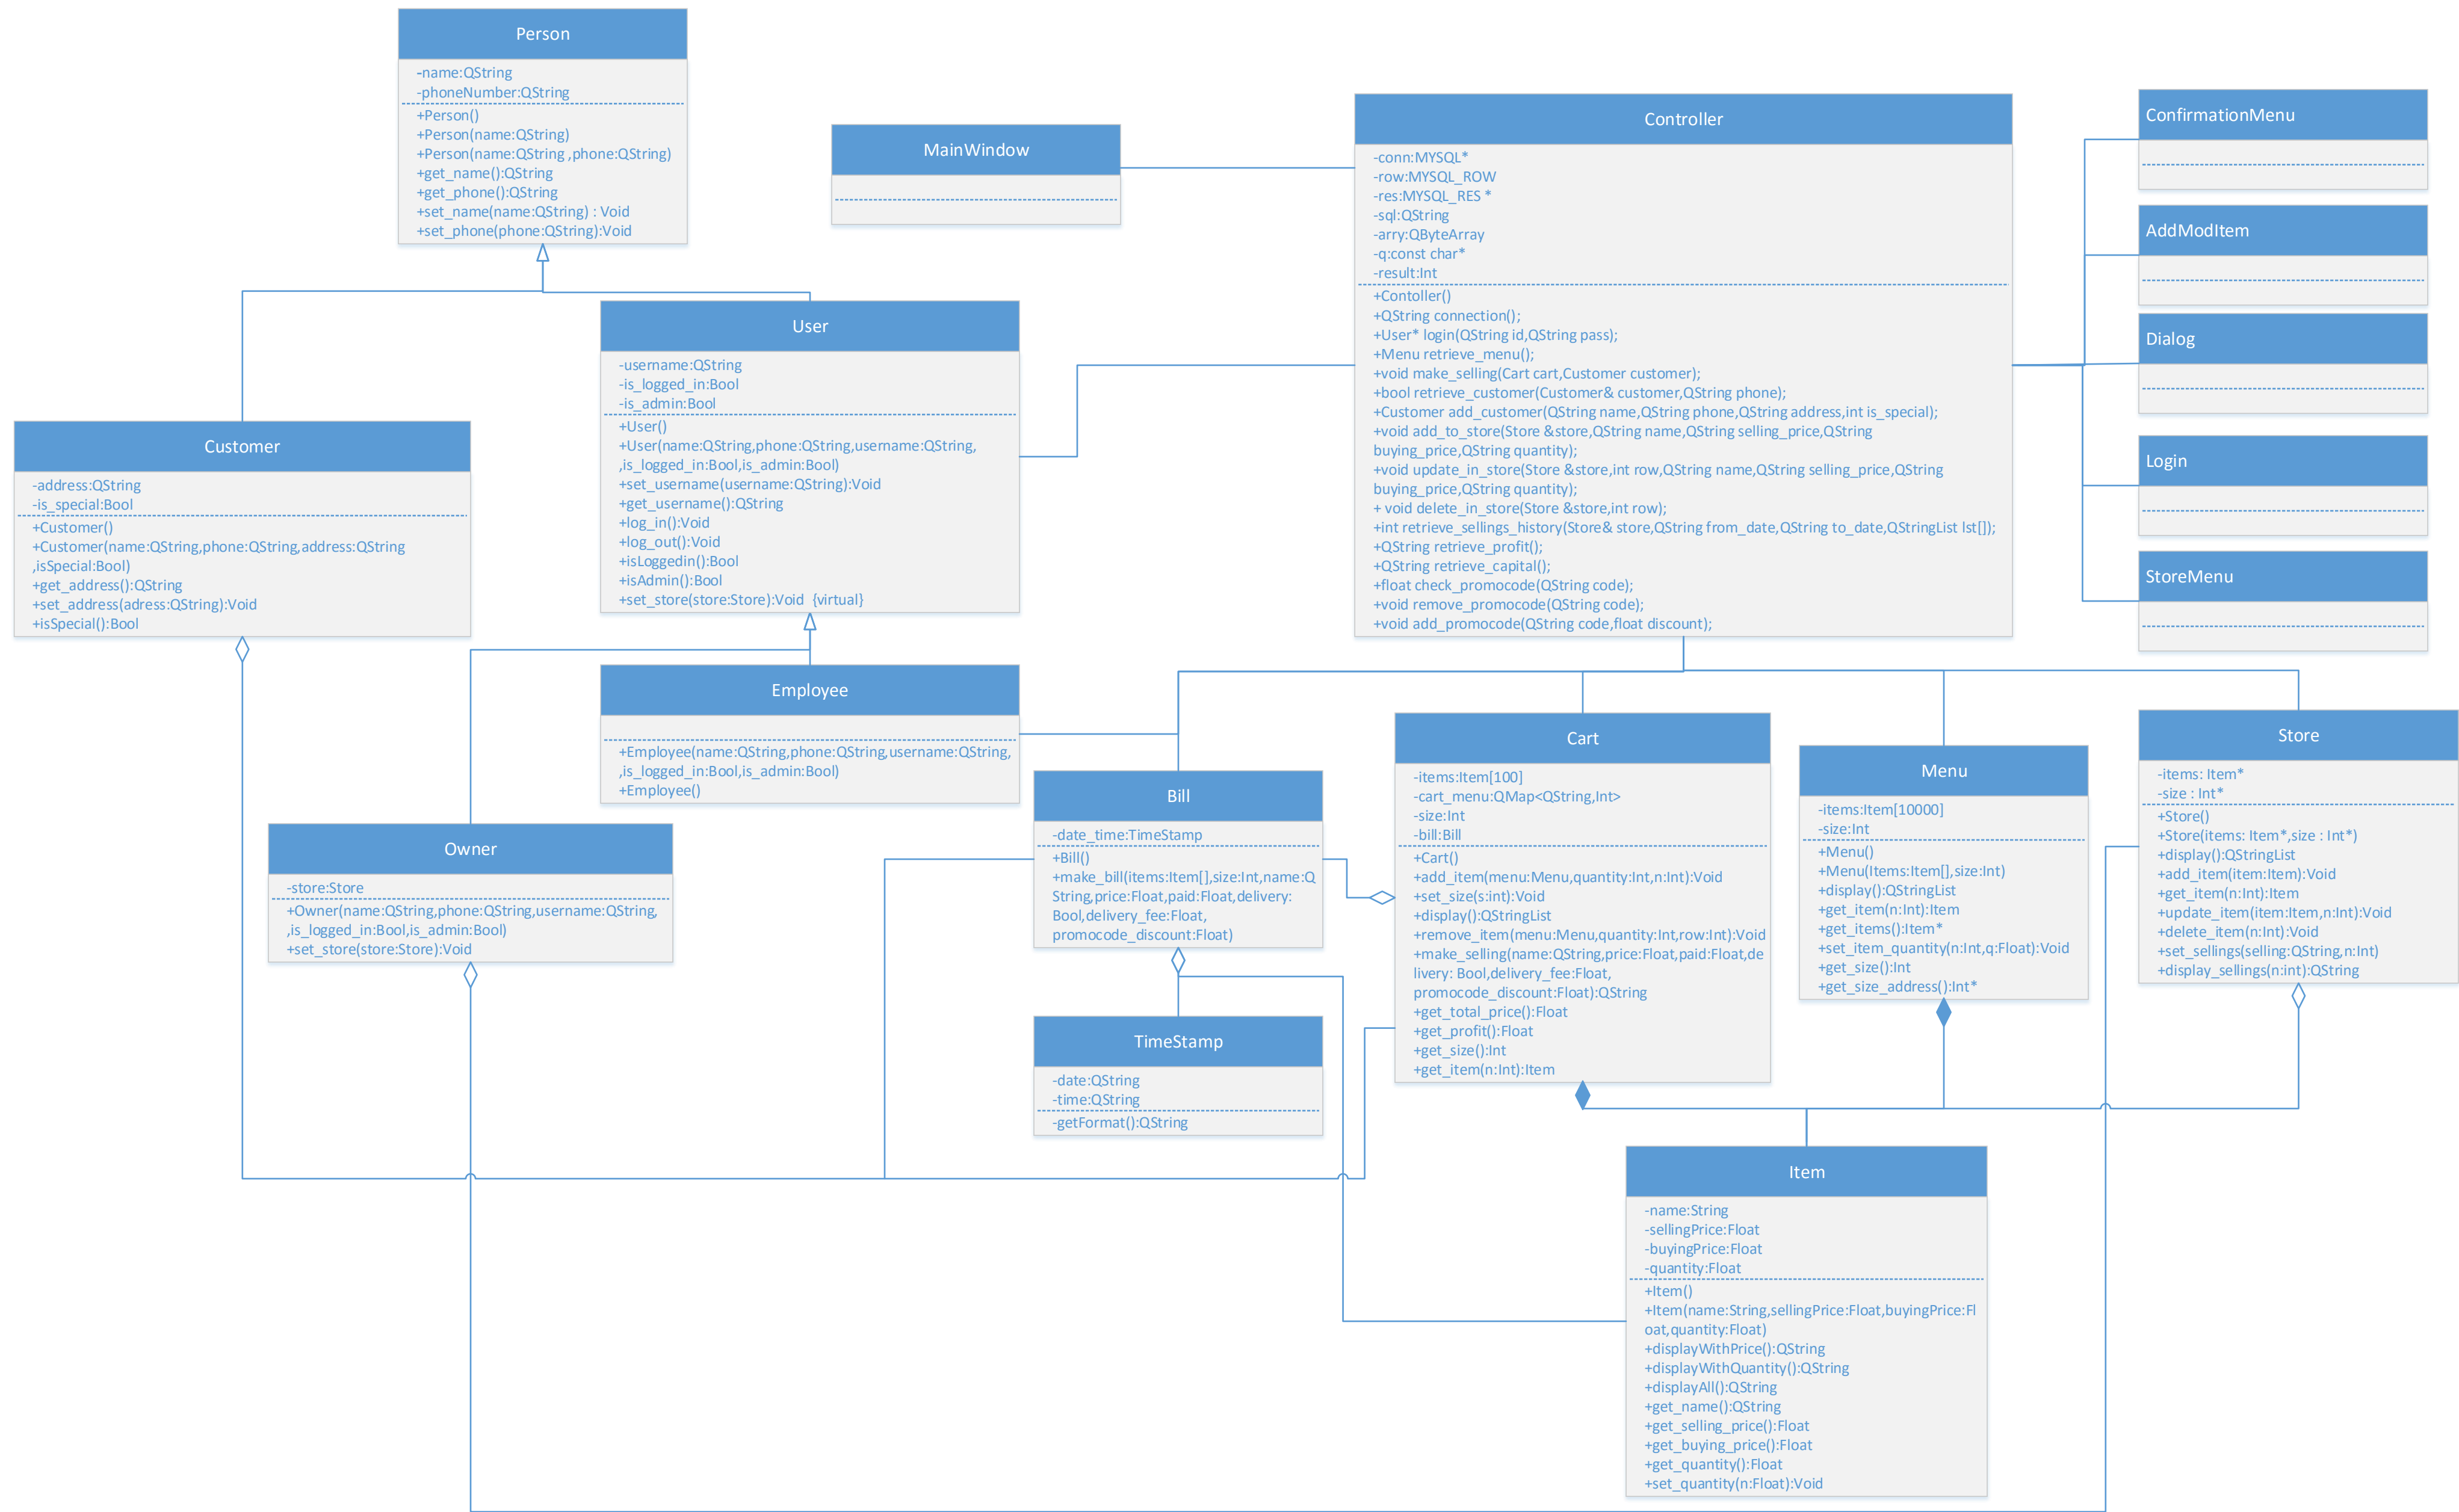 Person
-name:QString
-phoneNumber:QString
+Person()
+Person(name:QString)
+Person(name:QString ,phone:QString)
+get_name():QString
+get_phone():QString
+set_name(name:QString) : Void
+set_phone(phone:QString):Void
MainWindow
Controller
-conn:MYSQL*
-row:MYSQL_ROW
-res:MYSQL_RES *
-sql:QString
-arry:QByteArray
-q:const char*
-result:Int
+Contoller()
+QString connection();
+User* login(QString id,QString pass);
+Menu retrieve_menu();
+void make_selling(Cart cart,Customer customer);
+bool retrieve_customer(Customer& customer,QString phone);
+Customer add_customer(QString name,QString phone,QString address,int is_special);
+void add_to_store(Store &store,QString name,QString selling_price,QString
buying_price,QString quantity);
+void update_in_store(Store &store,int row,QString name,QString selling_price,QString
buying_price,QString quantity);
+ void delete_in_store(Store &store,int row);
+int retrieve_sellings_history(Store& store,QString from_date,QString to_date,QStringList lst[]);
+QString retrieve_profit();
+QString retrieve_capital();
+float check_promocode(QString code);
+void remove_promocode(QString code);
+void add_promocode(QString code,float discount);
ConfirmationMenu
AddModItem
Dialog
Login
StoreMenu
User
-username:QString
-is_logged_in:Bool
-is_admin:Bool
+User()
+User(name:QString,phone:QString,username:QString,
,is_logged_in:Bool,is_admin:Bool)
+set_username(username:QString):Void
+get_username():QString
+log_in():Void
+log_out():Void
+isLoggedin():Bool
+isAdmin():Bool
+set_store(store:Store):Void  {virtual}
Customer
-address:QString
-is_special:Bool
+Customer()
+Customer(name:QString,phone:QString,address:QString
,isSpecial:Bool)
+get_address():QString
+set_address(adress:QString):Void
+isSpecial():Bool
Employee
+Employee(name:QString,phone:QString,username:QString,
,is_logged_in:Bool,is_admin:Bool)
+Employee()
Owner
-store:Store
+Owner(name:QString,phone:QString,username:QString,
,is_logged_in:Bool,is_admin:Bool)
+set_store(store:Store):Void
Bill
-date_time:TimeStamp
+Bill()
+make_bill(items:Item[],size:Int,name:Q
String,price:Float,paid:Float,delivery:
Bool,delivery_fee:Float,
promocode_discount:Float)
Cart
-items:Item[100]
-cart_menu:QMap<QString,Int>
-size:Int
-bill:Bill
+Cart()
+add_item(menu:Menu,quantity:Int,n:Int):Void
+set_size(s:int):Void
+display():QStringList
+remove_item(menu:Menu,quantity:Int,row:Int):Void
+make_selling(name:QString,price:Float,paid:Float,de
livery: Bool,delivery_fee:Float,
promocode_discount:Float):QString
+get_total_price():Float
+get_profit():Float
+get_size():Int
+get_item(n:Int):Item
Menu
-items:Item[10000]
-size:Int
+Menu()
+Menu(Items:Item[],size:Int)
+display():QStringList
+get_item(n:Int):Item
+get_items():Item*
+set_item_quantity(n:Int,q:Float):Void
+get_size():Int
+get_size_address():Int*
Store
-items: Item*
-size : Int*
+Store()
+Store(items: Item*,size : Int*)
+display():QStringList
+add_item(item:Item):Void
+get_item(n:Int):Item
+update_item(item:Item,n:Int):Void
+delete_item(n:Int):Void
+set_sellings(selling:QString,n:Int)
+display_sellings(n:int):QString
TimeStamp
-date:QString
-time:QString
-getFormat():QString
Item
-name:String
-sellingPrice:Float
-buyingPrice:Float
-quantity:Float
+Item()
+Item(name:String,sellingPrice:Float,buyingPrice:Fl
oat,quantity:Float)
+displayWithPrice():QString
+displayWithQuantity():QString
+displayAll():QString
+get_name():QString
+get_selling_price():Float
+get_buying_price():Float
+get_quantity():Float
+set_quantity(n:Float):Void